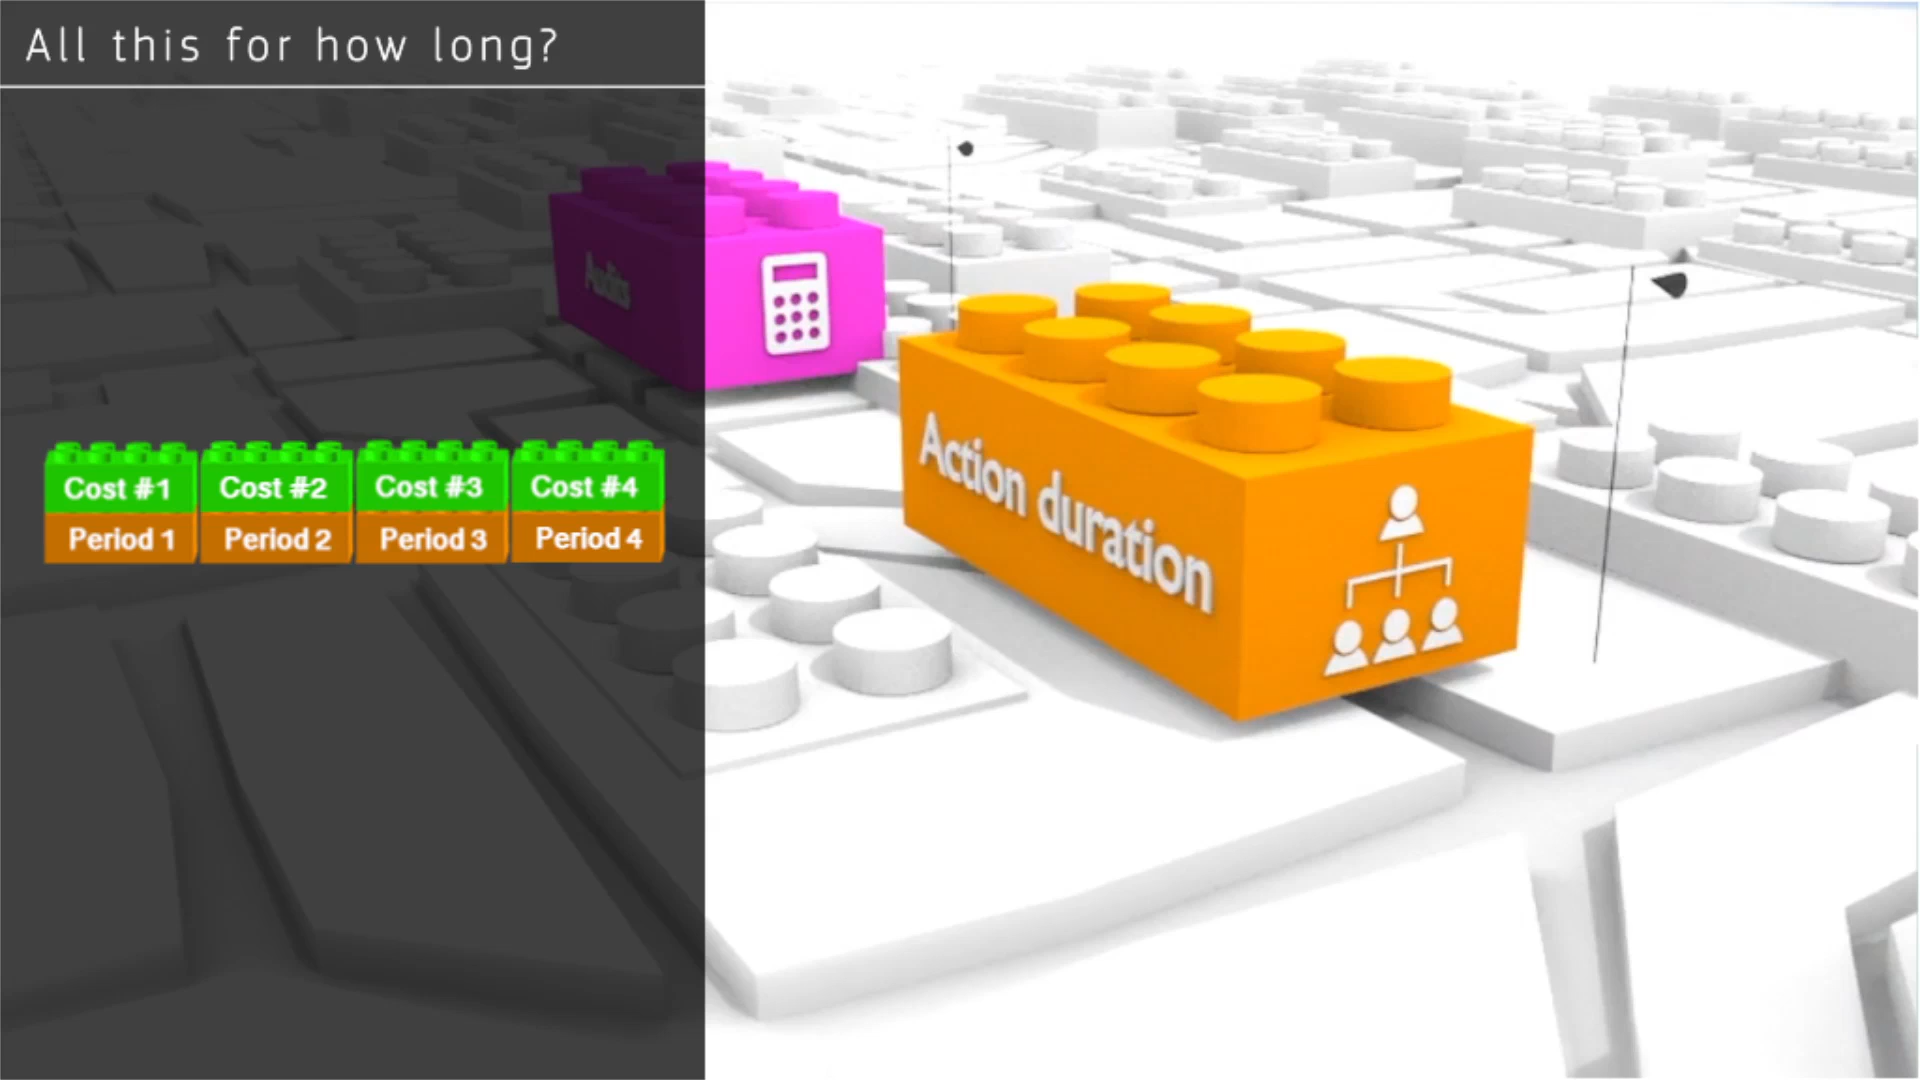 All this for how long?
Audits
Cost #1 Cost #2 Cost #3 Cost #4
Period 1 Period 2 Period 3 Period 4
Action duration